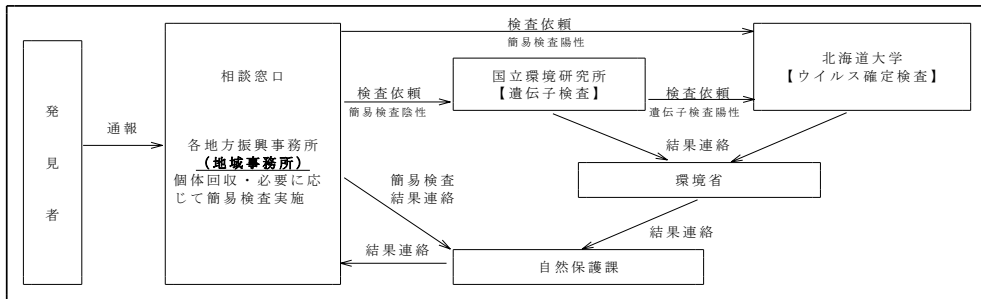 発見者
通報
相談窓口
各地方振興事務所
(地域事務所)
個体回収・必要に応
じて簡易検査実施
検査依頼
簡易検査陽性
検査依頼
簡易検査陰性
国立環境研究所
【遺伝子検査】
検査依頼
遺伝子検査陽性
北海道大学
【ウイルス確定検査】
結果連絡
環境省
簡易検査
結果連絡
結果連絡
結果連絡
自然保護課